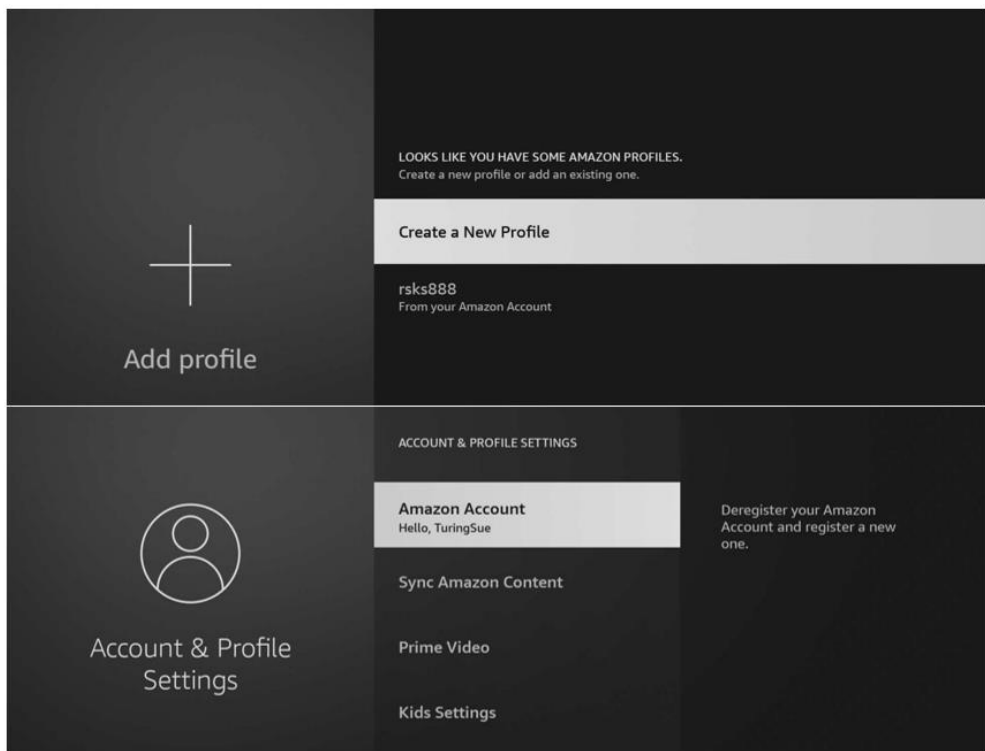 LOOKS LIKE YOU HAVE SOME AMAZON PROFILES.
Create a new profile or add an existing one.
Create a New Profile
rsks888
From your Amazon Account
Add profile
ACCOUNT & PROFILE SETTINGS
Amazon Account
Hello, TuringSue
Deregister your Amazon
Account and register a new
one.
Sync Amazon Content
Prime Video
Kids Settings
Account & Profile
Settings